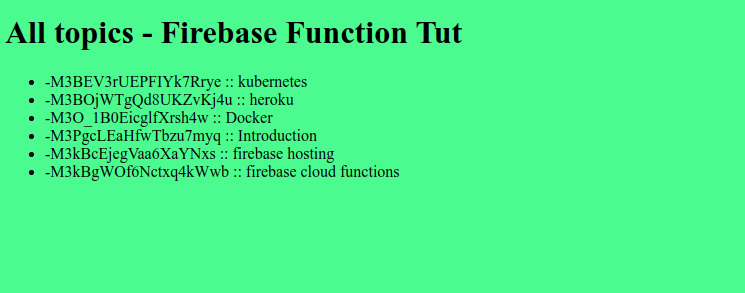 All topics - Firebase Function Tut
-M3BEV3rUEPFIYk7Rrye :: kubernetes
-M3BOjWTgQd8UKZvKj4u :: heroku
-M3O_1B0EicglfXrsh4w :: Docker
-M3PgcLEaHfwTbzu7myq :: Introduction
-M3kBcEjegVaa6XaYNxs :: firebase hosting
-M3kBgWOf6Nctxq4kWwb :: firebase cloud functions